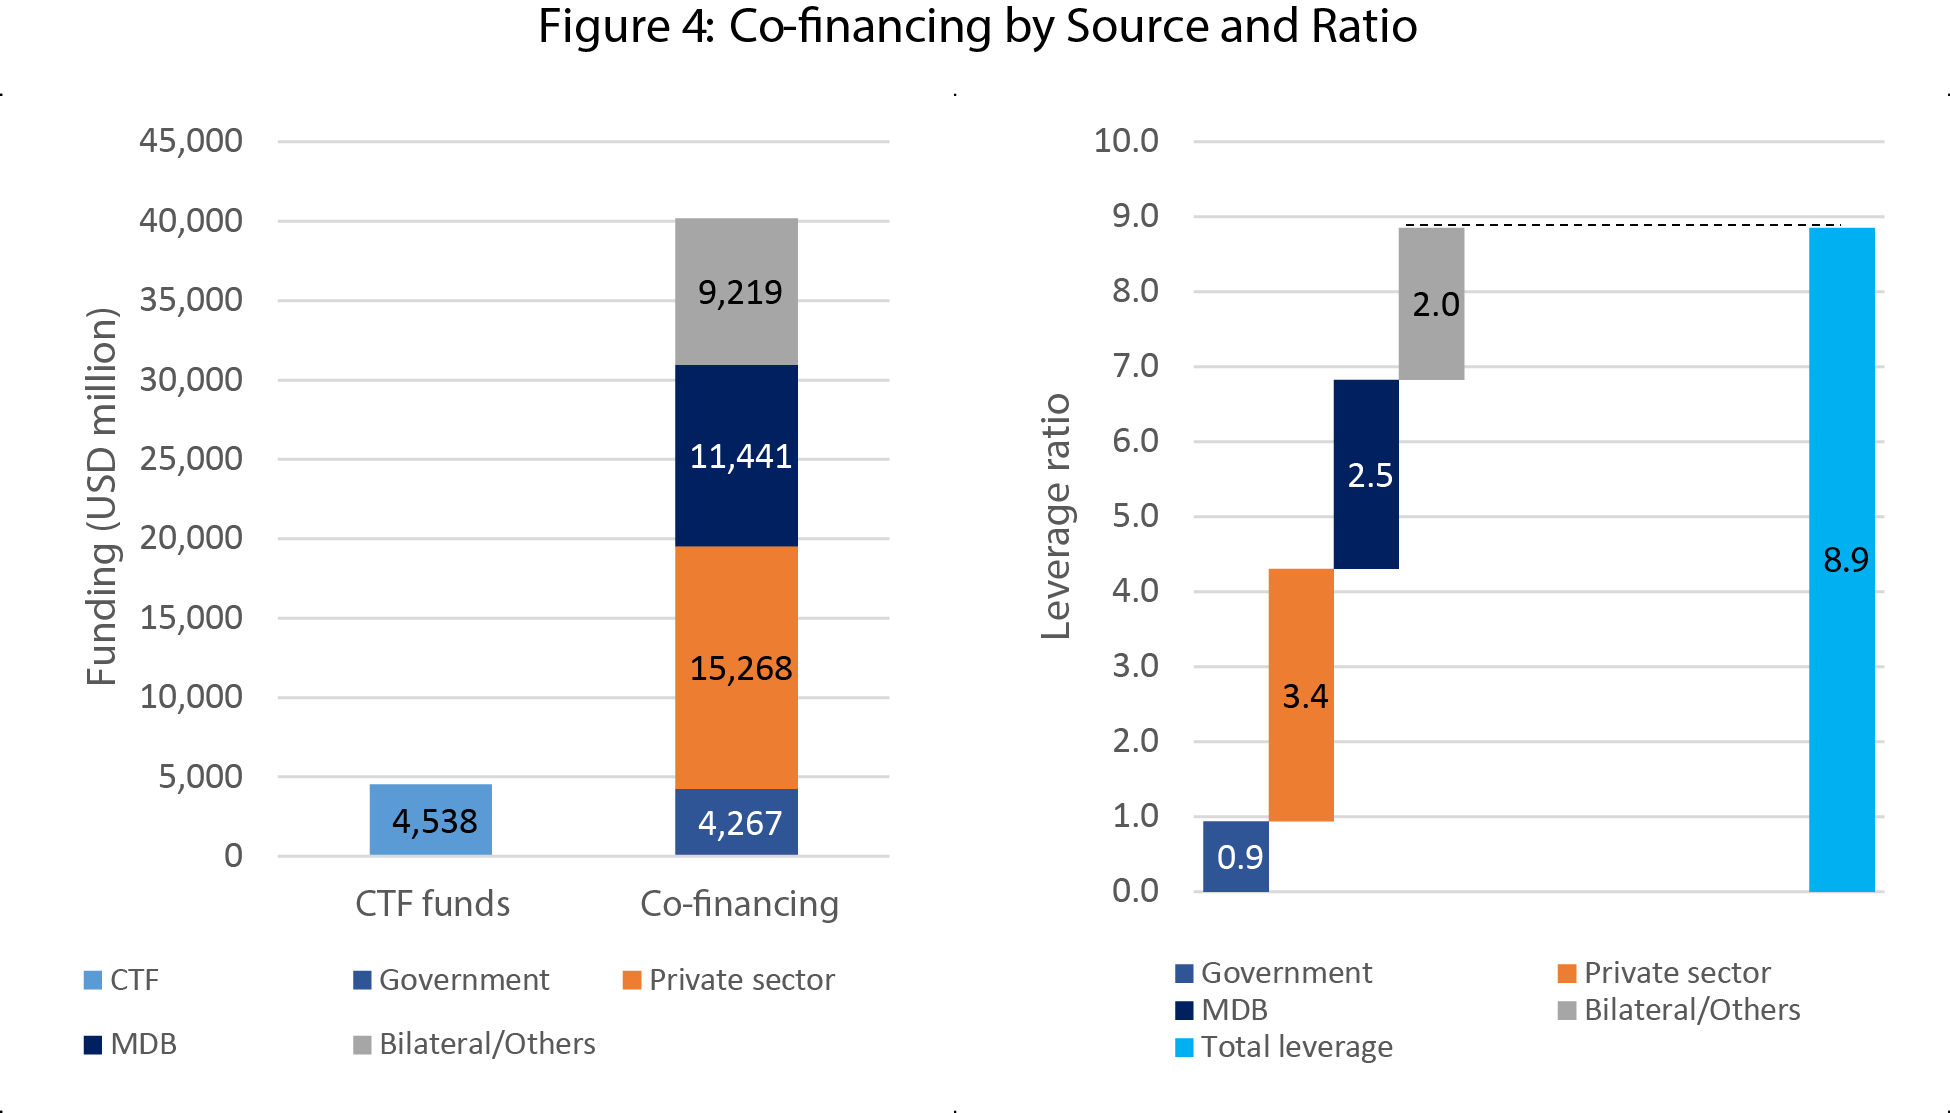 Figure 4: Co-financing by Source and Ratio
45,000
40,000
35,000
30,000
25,000
20,000
15,000
10,000
5,000
0
Funding (USD million)
9,219
11,441
15,268
4,267
4,538
CTF funds
Co-financing
CTF
Government
Private sector
MDB
Bilateral/Others
10.0
9.0
8.0
7.0
6.0
5.0
4.0
3.0
2.0
1.0
0.0
Leverage ratio
0.9
3.4
2.5
2.0
8.9
Government
Private sector
MDB
Bilateral/Others
Total leverage